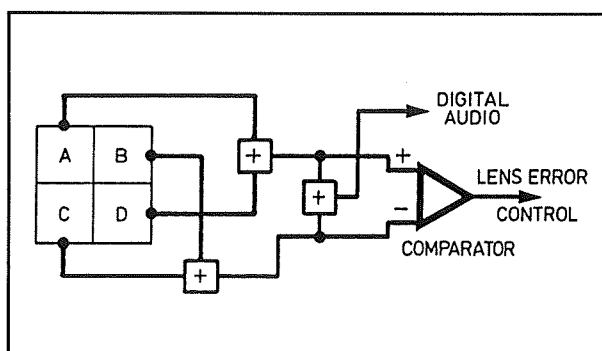 DIGITAL
AUDIO
A B
+
+
LENS ERROR
+
C D
-
CONTROL
COMPARATOR
+